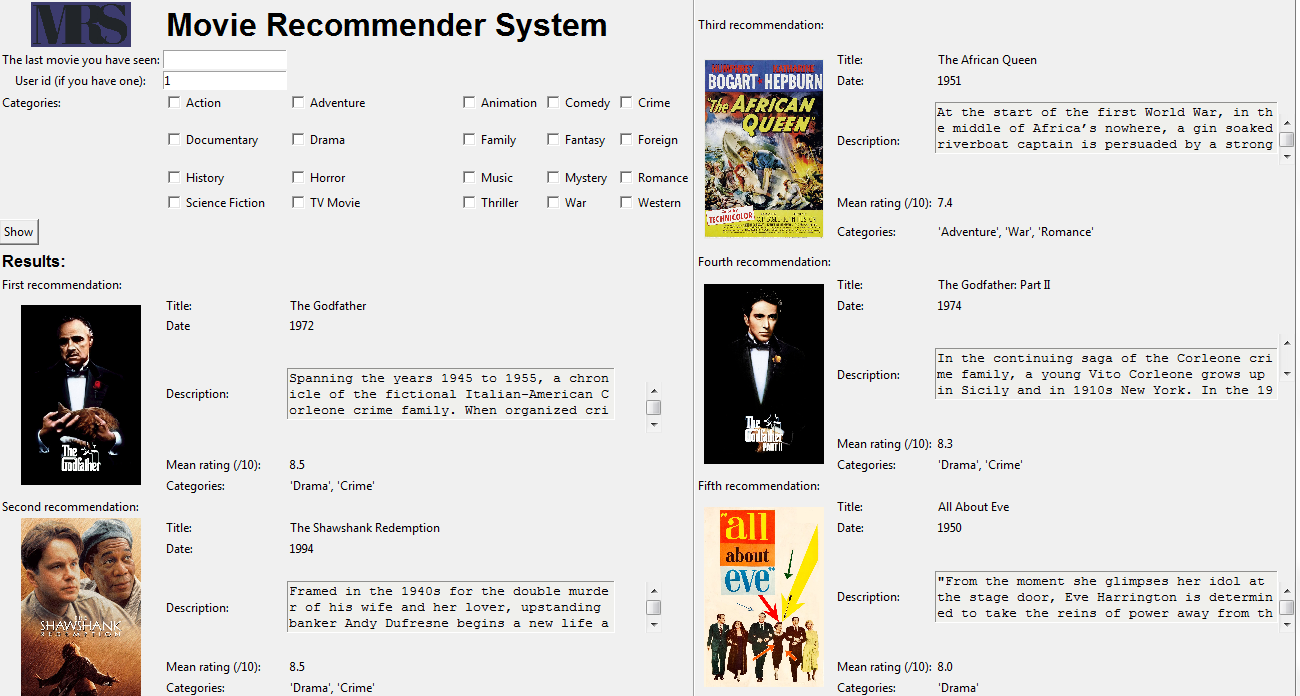 MRS
Movie Recommender System
The last movie you have seen:
User id (if you have one): 1
Categories:
Action Adventure Animation Comedy Crime
Documentary Drama Family Fantasy Foreign
History Horror Music Mystery Romance
Science Fiction TV Movie Thriller War Western
Show
Results:
First recommendation:
The Godfather
Title: The Godfather
Date 1972
Description:
Spanning the years 1945 to 1955, a chron
icle of the fictional Italian-American C
orleone crime family. When organized cri
Mean rating (/10): 8.5
Categories: 'Drama', 'Crime'
Second recommendation:
SHAWSHANK
REDEMPTION
Title: The Shawshank Redemption
Date: 1994
Description:
Framed in the 1940s for the double murde
r of his wife and her lover, upstanding
banker Andy Dufresne begins a new life a
Mean rating (/10): 8.5
Categories: 'Drama', 'Crime'
Third recommendation:
BOGART HEPBURN
"The AFRICAN
QUEEN"
TECHNICOLOR
Title: The African Queen
Date: 1951
Description:
At the start of the first World War, in th
e middle of Africa’s nowhere, a gin soaked
riverboat captain is persuaded by a strong
Mean rating (/10): 7.4
Categories: 'Adventure', 'War', 'Romance'
Fourth recommendation:
The Godfather
PART II
Title: The Godfather: Part II
Date: 1974
Description:
In the continuing saga of the Corleone cri
me family, a young Vito Corleone grows up
in Sicily and in 1910s New York. In the 19
Mean rating (/10): 8.3
Categories: 'Drama', 'Crime'
Fifth recommendation:
"all
about
eve"
Title: All About Eve
Date: 1950
Description:
"From the moment she glimpses her idol at
the stage door, Eve Harrington is determin
ed to take the reins of power away from th
Mean rating (/10): 8.0
Categories: 'Drama'